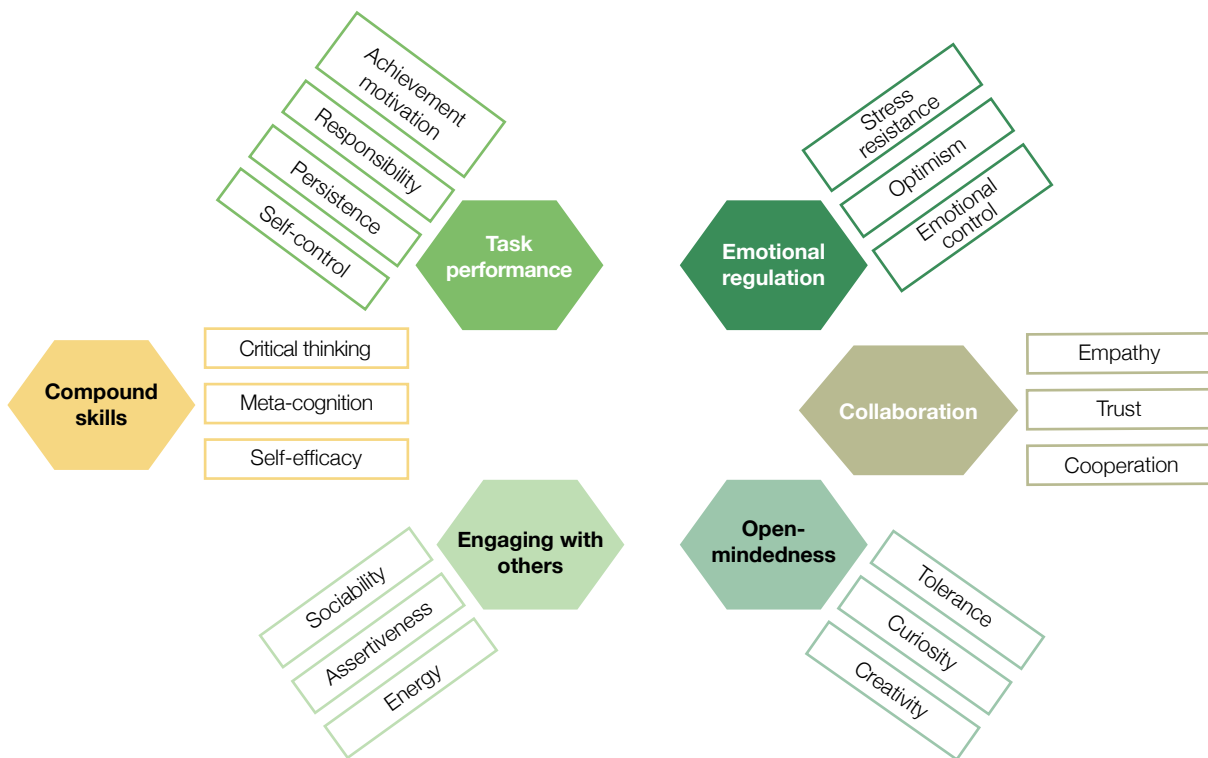 Achievement
motivation
Responsibility
Persistence
Self-control
Task
performance
Stress
resistance
Optimism
Emotional
control
Emotional
regulation
Compound
skills
Critical thinking
Meta-cognition
Self-efficacy
Collaboration
Empathy
Trust
Cooperation
Engaging with
others
Sociability
Assertiveness
Energy
Open-
mindedness
Tolerance
Curiosity
Creativity